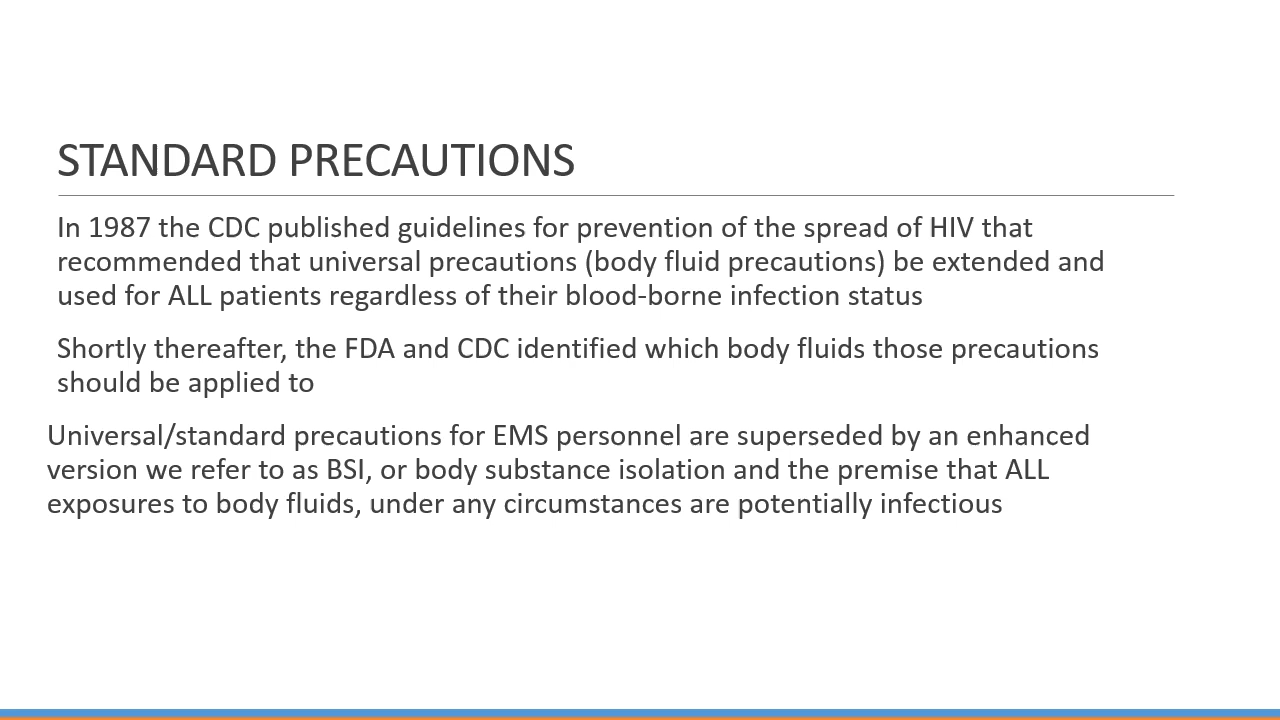 STANDARD PRECAUTIONS
In 1987 the CDC published guidelines for prevention of the spread of HIV that
recommended that universal precautions (body fluid precautions) be extended and
used for ALL patients regardless of their blood-borne infection status
Shortly thereafter, the FDA and CDC identified which body fluids those precautions
should be applied to
Universal/standard precautions for EMS personnel are superseded by an enhanced
version we refer to as BSI, or body substance isolation and the premise that ALL
exposures to body fluids, under any circumstances are potentially infectious